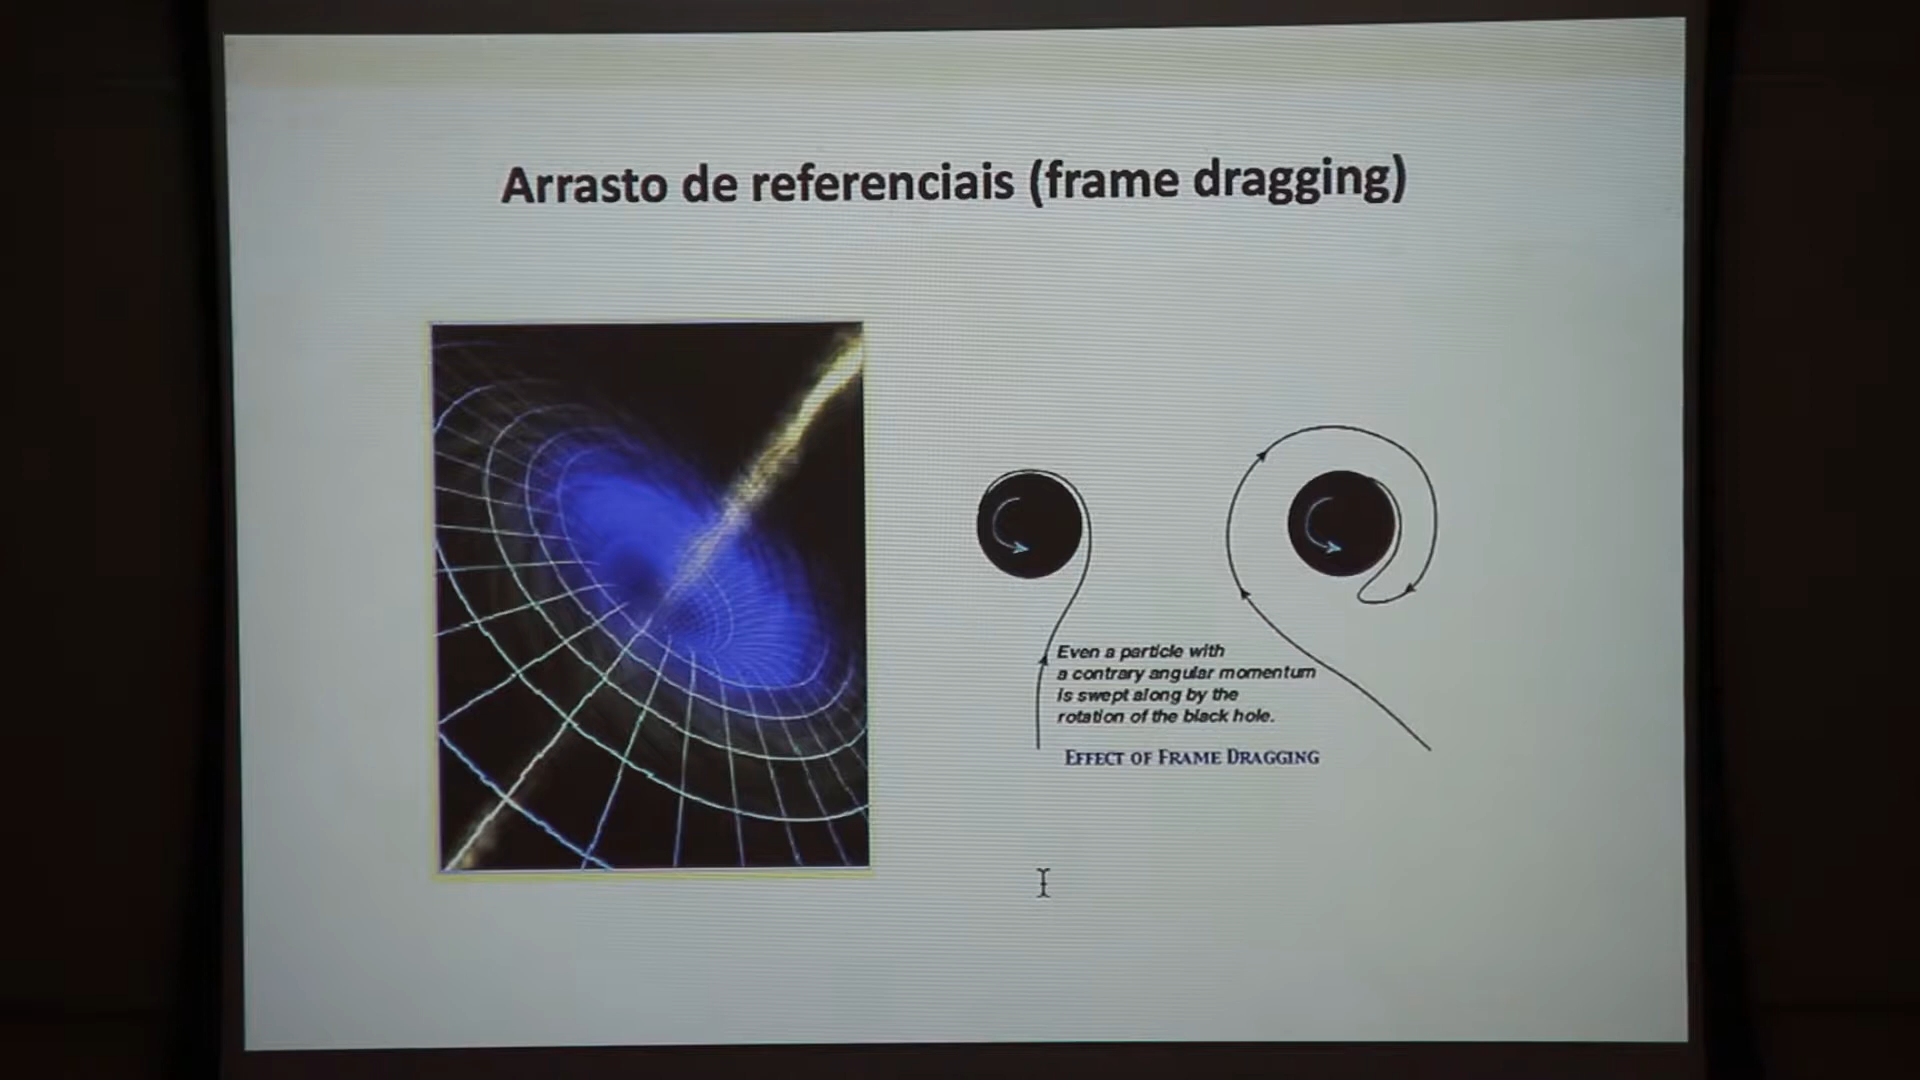 Arrasto de referenciais (frame dragging)
Even a particle with
a contrary angular momentum
is swept along by the
rotation of the black hole.
EFFECT OF FRAME DRAGGING